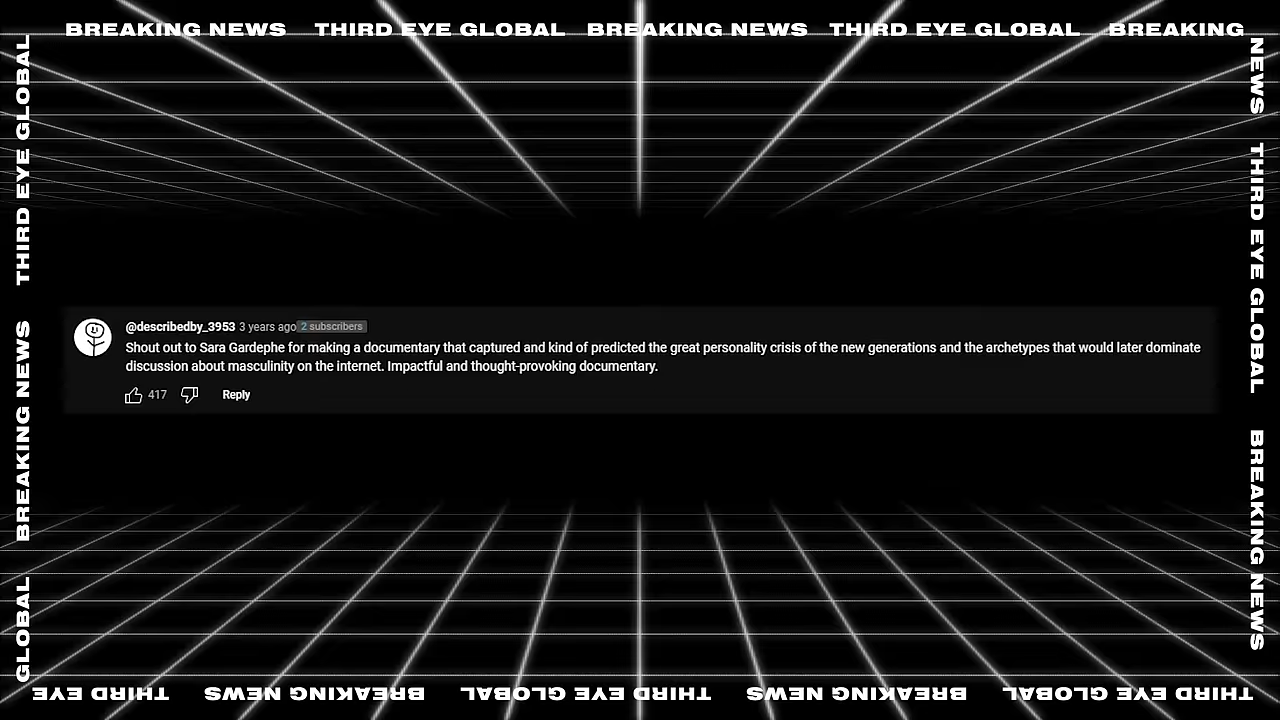 BREAKING NEWS THIRD EYE GLOBAL BREAKING NEWS THIRD EYE GLOBAL BREAKING
NEWS THIRD EYE GLOBAL BREAKING NEWS
THIRD EYE GLOBAL BREAKING NEWS THIRD EYE GLOBAL BREAKING NEWS THIRD EYE
GLOBAL BREAKING NEWS THIRD EYE GLOBAL
@describedby_3953 3 years ago 2 subscribers
Shout out to Sara Gardephe for making a documentary that captured and kind of predicted the great personality crisis of the new generations and the archetypes that would later dominate
discussion about masculinity on the internet. Impactful and thought-provoking documentary.
417 Reply